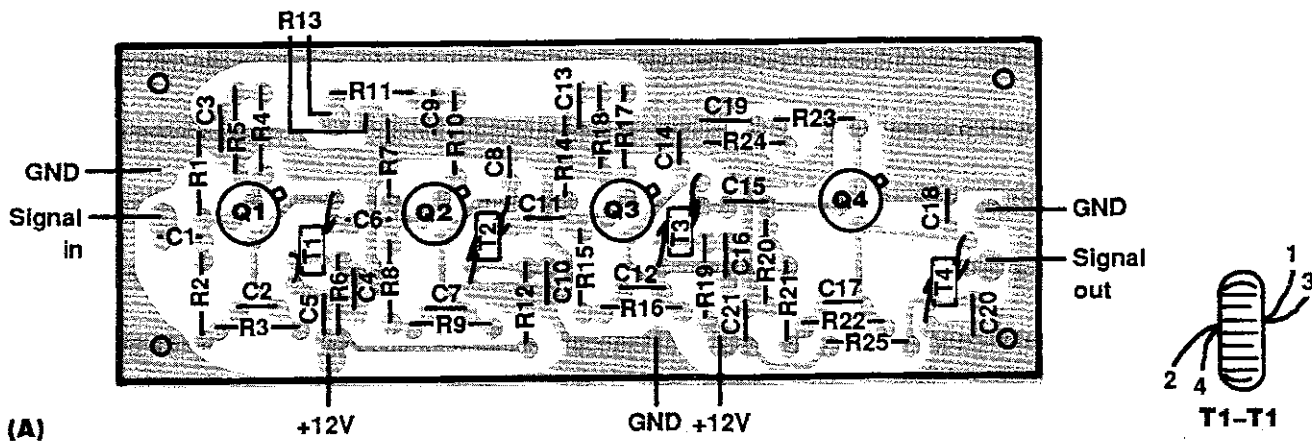 R13
R11
C13
C3
R5
R4
C9
R10
R18
R17
C19
R23
R1
R7
C8
R14
C14
R24
GND
Q1
Q2
C11
Q3
C15
Q4
C18
GND
Signal
in
C1
T1
C6
T2
T3
Signal
out
R2
C2
R3
C5
R6
C4
R8
C7
R9
R12
C10
R15
C12
R16
R19
C16
R20
C21
R21
C17
R22
R25
T4
C20
1
3
2
4
T1–T1
(A)
+12V
GND
+12V